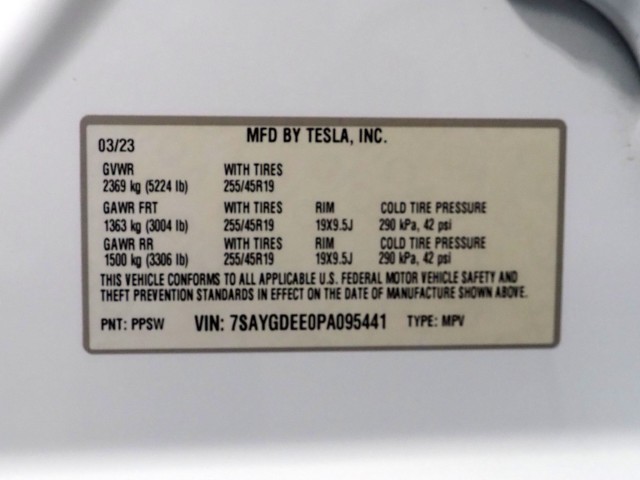 MFD BY TESLA, INC.
03/23
GVWR WITH TIRES
2369 kg (5224 lb) 255/45R19
GAWR FRT WITH TIRES RIM COLD TIRE PRESSURE
1363 kg (3004 lb) 255/45R19 19X9.5J 290 kPa, 42 psi
GAWR RR WITH TIRES RIM COLD TIRE PRESSURE
1500 kg (3306 lb) 255/45R19 19X9.5J 290 kPa, 42 psi
THIS VEHICLE CONFORMS TO ALL APPLICABLE U.S. FEDERAL MOTOR VEHICLE SAFETY AND
THEFT PREVENTION STANDARDS IN EFFECT ON THE DATE OF MANUFACTURE SHOWN ABOVE.
PNT: PPSW VIN: 7SAYGDEE0PA095441 TYPE: MPV